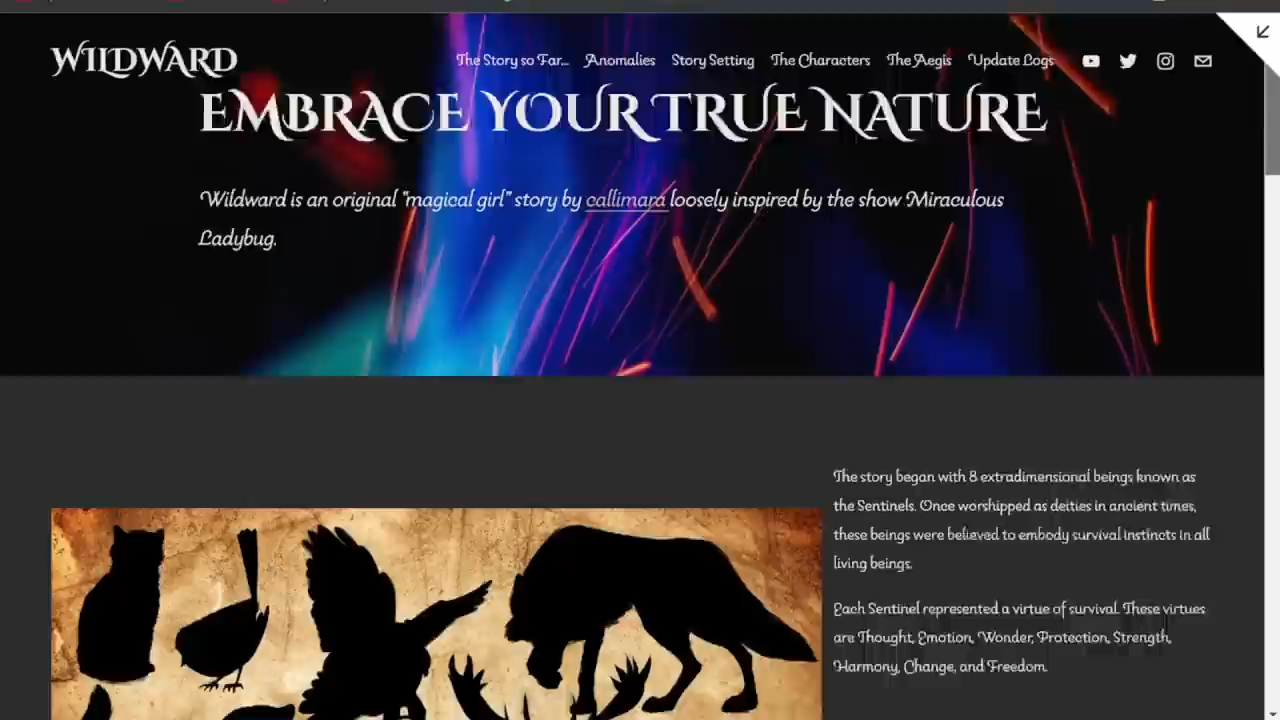 WILDWARD
The Story so Far... Anomalies Story Setting The Characters The Aegis Update Logs
EMBRACE YOUR TRUE NATURE
Wildward is an original "magical girl" story by callimara loosely inspired by the show Miraculous
Ladybug.
The story began with 8 extradimensional beings known as
the Sentinels. Once worshipped as deities in ancient times,
these beings were believed to embody survival instincts in all
living beings.
Each Sentinel represented a virtue of survival. These virtues
are Thought, Emotion, Wonder, Protection, Strength,
Harmony, Change, and Freedom.